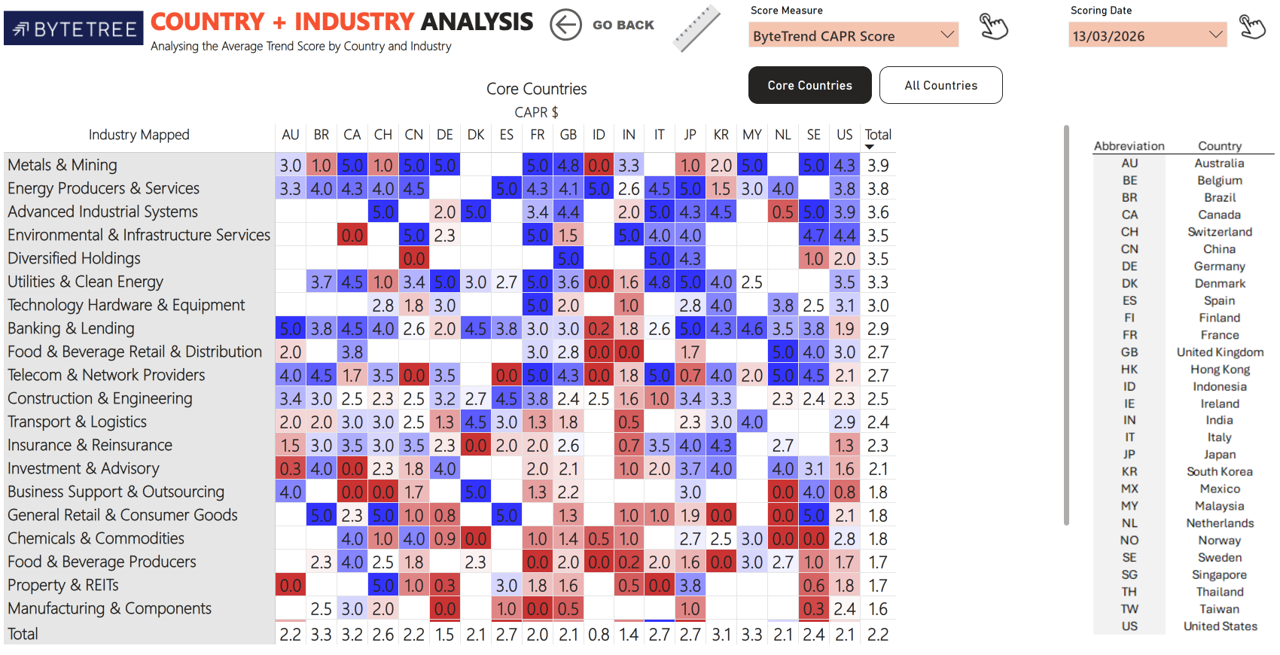 BYTETREE
COUNTRY + INDUSTRY ANALYSIS
Analysing the Average Trend Score by Country and Industry
GO BACK
Score Measure
ByteTrend CAPR Score
Scoring Date
13/03/2026
Core Countries
All Countries
Core Countries
CAPR $
Industry Mapped AU BR CA CH CN DE DK ES FR GB ID IN IT JP KR MY NL SE US Total
Metals & Mining 3.0 1.0 5.0 1.0 5.0 5.0 5.0 4.8 0.0 3.3 1.0 2.0 5.0 5.0 4.3 3.9
Energy Producers & Services 3.3 4.0 4.3 4.0 4.5 5.0 4.3 4.1 5.0 2.6 4.5 5.0 1.5 3.0 4.0 3.8 3.8
Advanced Industrial Systems 5.0 2.0 5.0 3.4 4.4 2.0 5.0 4.3 4.5 0.5 5.0 3.9 3.6
Environmental & Infrastructure Services 0.0 5.0 2.3 5.0 1.5 5.0 4.0 4.0 4.7 4.4 3.5
Diversified Holdings 0.0 5.0 5.0 4.3 1.0 2.0 3.5
Utilities & Clean Energy 3.7 4.5 1.0 3.4 5.0 3.0 2.7 5.0 3.6 0.0 1.6 4.8 5.0 4.0 2.5 3.5 3.3
Technology Hardware & Equipment 2.8 1.8 3.0 5.0 2.0 1.0 2.8 4.0 3.8 2.5 3.1 3.0
Banking & Lending 5.0 3.8 4.5 4.0 2.6 2.0 4.5 3.8 3.0 3.0 0.2 1.8 2.6 5.0 4.3 4.6 3.5 3.8 1.9 2.9
Food & Beverage Retail & Distribution 2.0 3.8 3.0 2.8 0.0 0.0 1.7 5.0 4.0 3.0 2.7
Telecom & Network Providers 4.0 4.5 1.7 3.5 0.0 3.5 0.0 5.0 4.3 0.0 1.8 5.0 0.7 4.0 2.0 5.0 4.5 2.1 2.7
Construction & Engineering 3.4 3.0 2.5 2.3 2.5 3.2 2.7 4.5 3.8 2.4 2.5 1.6 1.0 3.4 3.3 2.3 2.4 2.3 2.5
Transport & Logistics 2.0 2.0 3.0 3.0 2.5 1.3 4.5 3.0 1.3 1.8 0.5 2.3 3.0 4.0 2.9 2.4
Insurance & Reinsurance 1.5 3.0 3.5 3.0 3.5 2.3 0.0 2.0 2.0 2.6 0.7 3.5 4.0 4.3 2.7 1.3 2.3
Investment & Advisory 0.3 4.0 0.0 2.3 1.8 4.0 2.0 2.1 1.0 2.0 3.7 4.0 4.0 3.1 1.6 2.1
Business Support & Outsourcing 4.0 0.0 0.0 1.7 5.0 1.3 2.2 3.0 0.0 4.0 0.8 1.8
General Retail & Consumer Goods 5.0 2.3 5.0 1.0 0.8 5.0 1.3 1.0 1.0 1.9 0.0 0.0 5.0 2.1 1.8
Chemicals & Commodities 4.0 1.0 4.0 0.9 0.0 1.0 1.4 0.5 1.0 2.7 2.5 3.0 0.0 0.0 2.8 1.8
Food & Beverage Producers 2.3 4.0 2.5 1.8 2.3 0.0 2.0 0.0 0.2 2.0 1.6 0.0 3.0 2.7 1.0 1.7 1.7
Property & REITs 0.0 5.0 1.0 0.3 3.0 1.8 1.6 0.5 0.0 3.8 0.6 1.8 1.7
Manufacturing & Components 2.5 3.0 2.0 0.0 1.0 0.0 0.5 1.0 0.3 2.4 1.6
Total 2.2 3.3 3.2 2.6 2.2 1.5 2.1 2.7 2.0 2.1 0.8 1.4 2.7 2.7 3.1 3.3 2.1 2.4 2.1 2.2
Abbreviation Country
AU Australia
BE Belgium
BR Brazil
CA Canada
CH Switzerland
CN China
DE Germany
DK Denmark
ES Spain
FI Finland
FR France
GB United Kingdom
HK Hong Kong
ID Indonesia
IE Ireland
IN India
IT Italy
JP Japan
KR South Korea
MX Mexico
MY Malaysia
NL Netherlands
NO Norway
SE Sweden
SG Singapore
TH Thailand
TW Taiwan
US United States